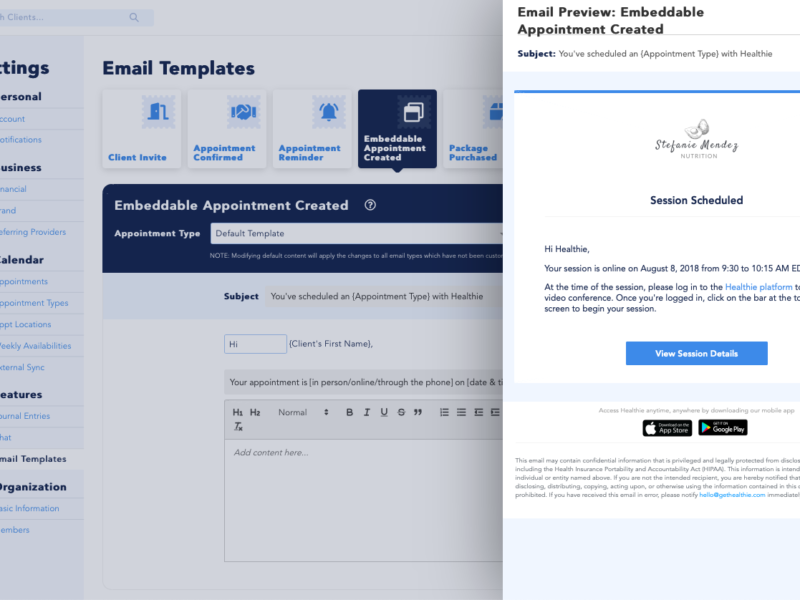 h Clients...
ttings
ersonal
ccount
otifications
usiness
nancial
rand
eferring Providers
Calendar
ppointments
ppointment Types
ppt Locations
Weekly Availabilities
xternal Sync
eatures
ournal Entries
hat
mail Templates
Organization
asic Information
embers
Email Templates
Client Invite
Appointment
Confirmed
Appointment
Reminder
Embeddable
Appointment
Created
Package
Purchased
Embeddable Appointment Created ?
Appointment Type Default Template
NOTE: Modifying default content will apply the changes to all email types which have not been custom
Subject You've scheduled an {Appointment Type} with Healthie
Hi {Client's First Name},
Your appointment is [in person/online/through the phone] on [date & ti
H1 H2 Normal B I U S ”
Tx
Add content here...
Email Preview: Embeddable
Appointment Created
Subject: You've scheduled an {Appointment Type} with Healthie
Stefanie Mendez
NUTRITION
Session Scheduled
Hi Healthie,
Your session is online on August 8, 2018 from 9:30 to 10:15 AM ED
At the time of the session, please log in to the Healthie platform to
video conference. Once you're logged in, click on the bar at the to
screen to begin your session.
View Session Details
Access Healthie anytime, anywhere by downloading our mobile app
Download on the
App Store
GET IT ON
Google Play
This email may contain confidential information that is privileged and legally protected from disclos
including the Health Insurance Portability and Accountability Act (HIPAA). This information is intend
individual or entity named above. If you are not the intended recipient, you are hereby notified that
disclosing, distributing, copying, acting upon, or otherwise using the information contained in this
prohibited. If you have received this email in error, please notify hello@gethealthie.com immediatel